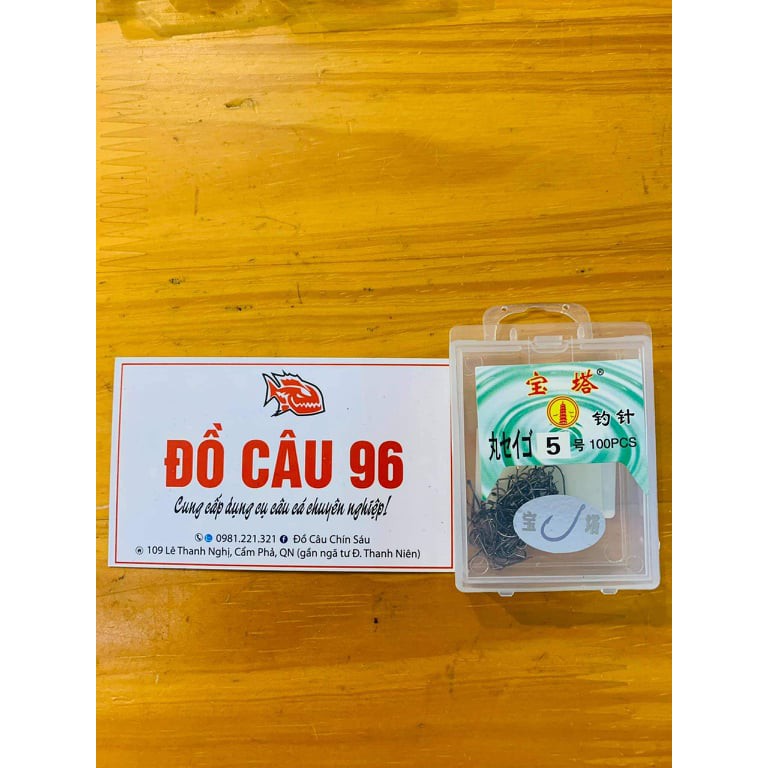 ĐỒ CÂU 96
Cung cấp dụng cụ câu cá chuyên nghiệp!
0981.221.321 Đồ Câu Chín Sáu
109 Lê Thanh Nghị, Cẩm Phả, QN (gần ngã tư Đ. Thanh Niên)
宝塔®
钓针
丸セイゴ 5 号 100PCS
宝塔